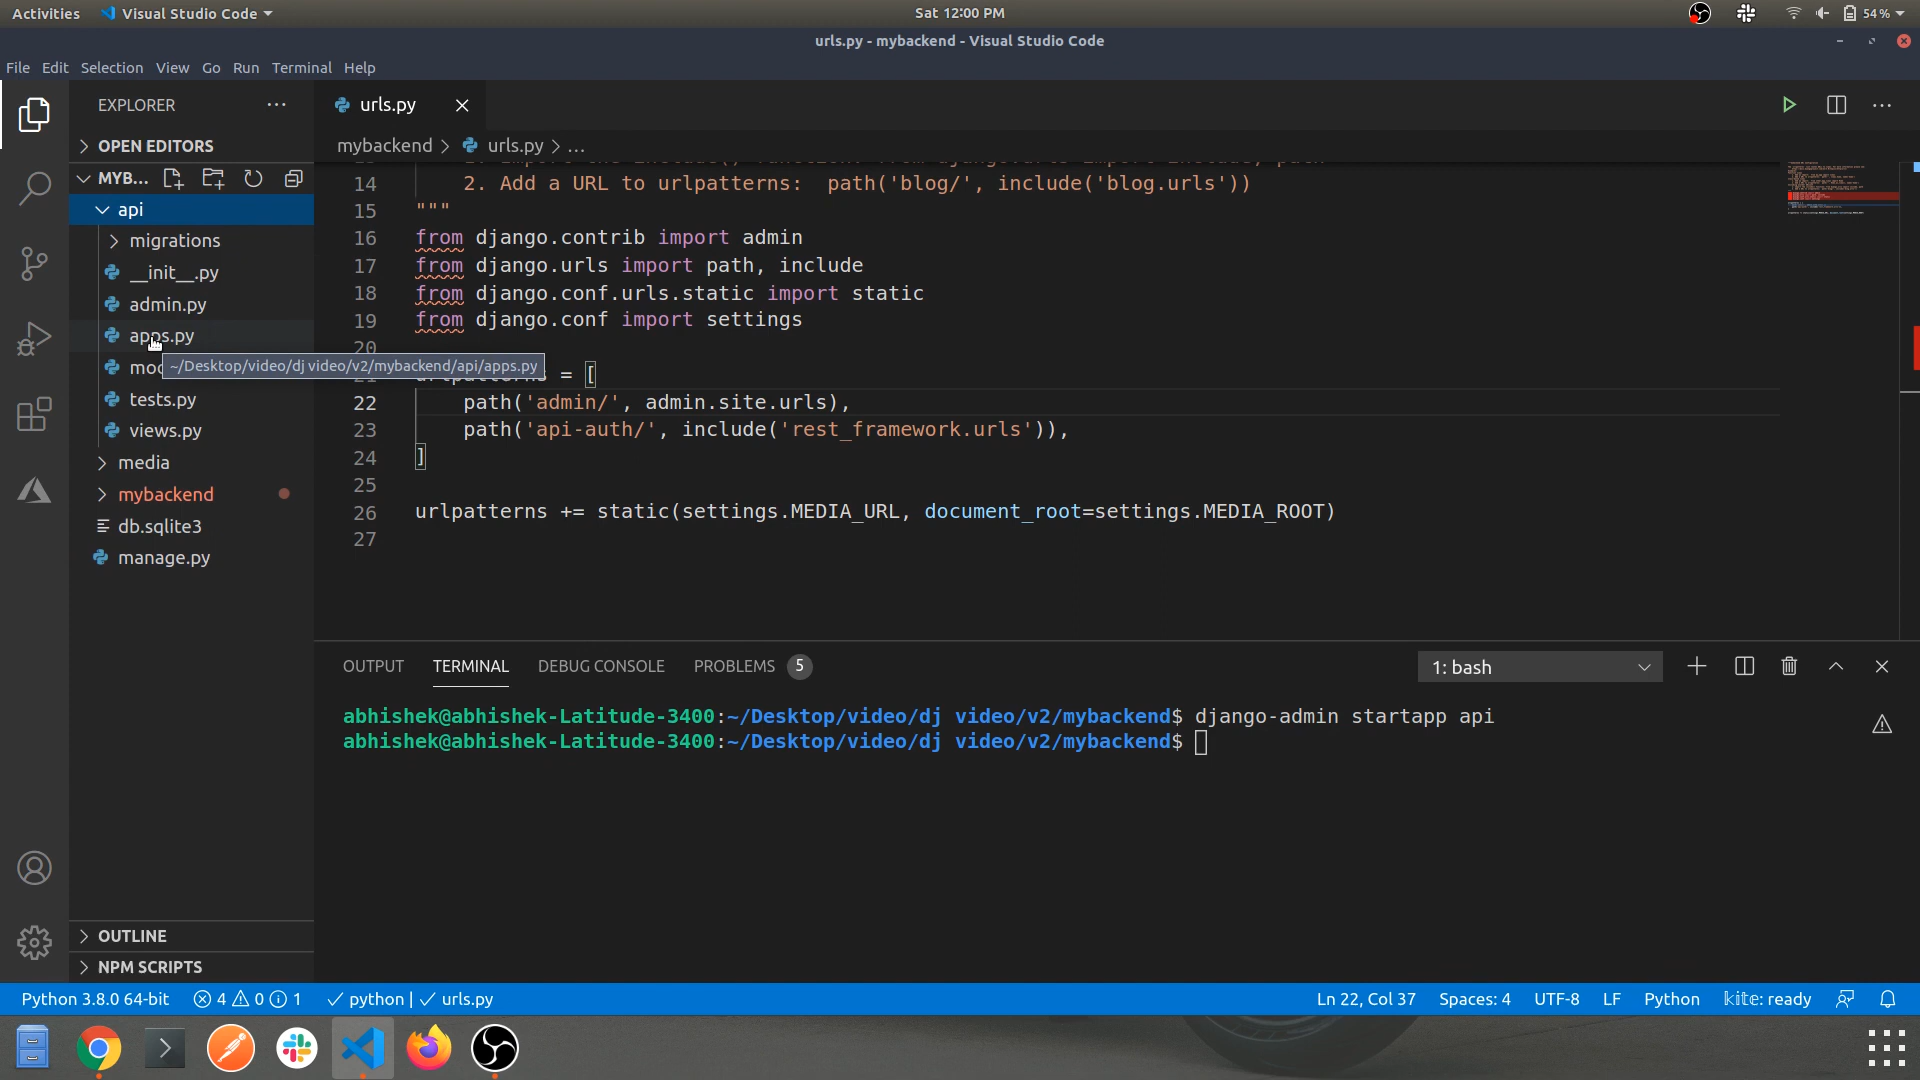 Activities
Visual Studio Code
Sat 12:00 PM
54 %
urls.py - mybackend - Visual Studio Code
File Edit Selection View Go Run Terminal Help
EXPLORER
OPEN EDITORS
MYB...
api
migrations
__init__.py
admin.py
apps.py
tests.py
views.py
media
mybackend
db.sqlite3
manage.py
OUTLINE
NPM SCRIPTS
urls.py
mybackend > urls.py > ...
14 2. Add a URL to urlpatterns:  path('blog/', include('blog.urls'))
15 """
16 from django.contrib import admin
17 from django.urls import path, include
18 from django.conf.urls.static import static
19 from django.conf import settings
20
~/Desktop/video/dj video/v2/mybackend/api/apps.py
= [
22 path('admin/', admin.site.urls),
23 path('api-auth/', include('rest_framework.urls')),
24 ]
25
26 urlpatterns += static(settings.MEDIA_URL, document_root=settings.MEDIA_ROOT)
27
OUTPUT TERMINAL DEBUG CONSOLE PROBLEMS 5
1: bash
abhishek@abhishek-Latitude-3400:~/Desktop/video/dj video/v2/mybackend$ django-admin startapp api
abhishek@abhishek-Latitude-3400:~/Desktop/video/dj video/v2/mybackend$
Python 3.8.0 64-bit 4 0 1 python | urls.py
Ln 22, Col 37 Spaces: 4 UTF-8 LF Python kite: ready